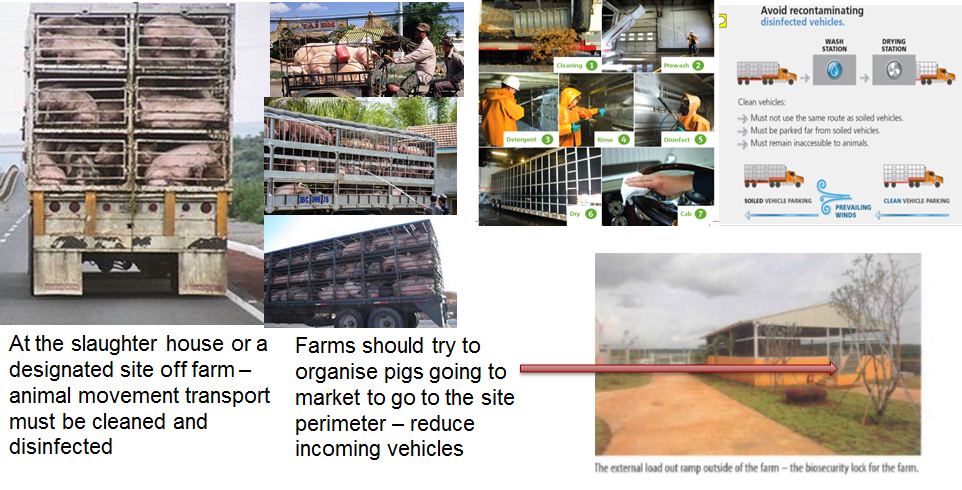 At the slaughter house or a
designated site off farm –
animal movement transport
must be cleaned and
disinfected
Farms should try to
organise pigs going to
market to go to the site
perimeter – reduce
incoming vehicles
Cleaning 1
Prewash 2
Detergent 3
Rinse 4
Disinfect 5
Dry 6
Cab 7
Avoid recontaminating
disinfected vehicles.
WASH
STATION
DRYING
STATION
Clean vehicles:
Must not use the same route as soiled vehicles.
Must be parked far from soiled vehicles.
Must remain inaccessible to animals.
SOILED VEHICLE PARKING
PREVAILING
WINDS
CLEAN VEHICLE PARKING
The external load out ramp outside of the farm – the biosecurity lock for the farm.